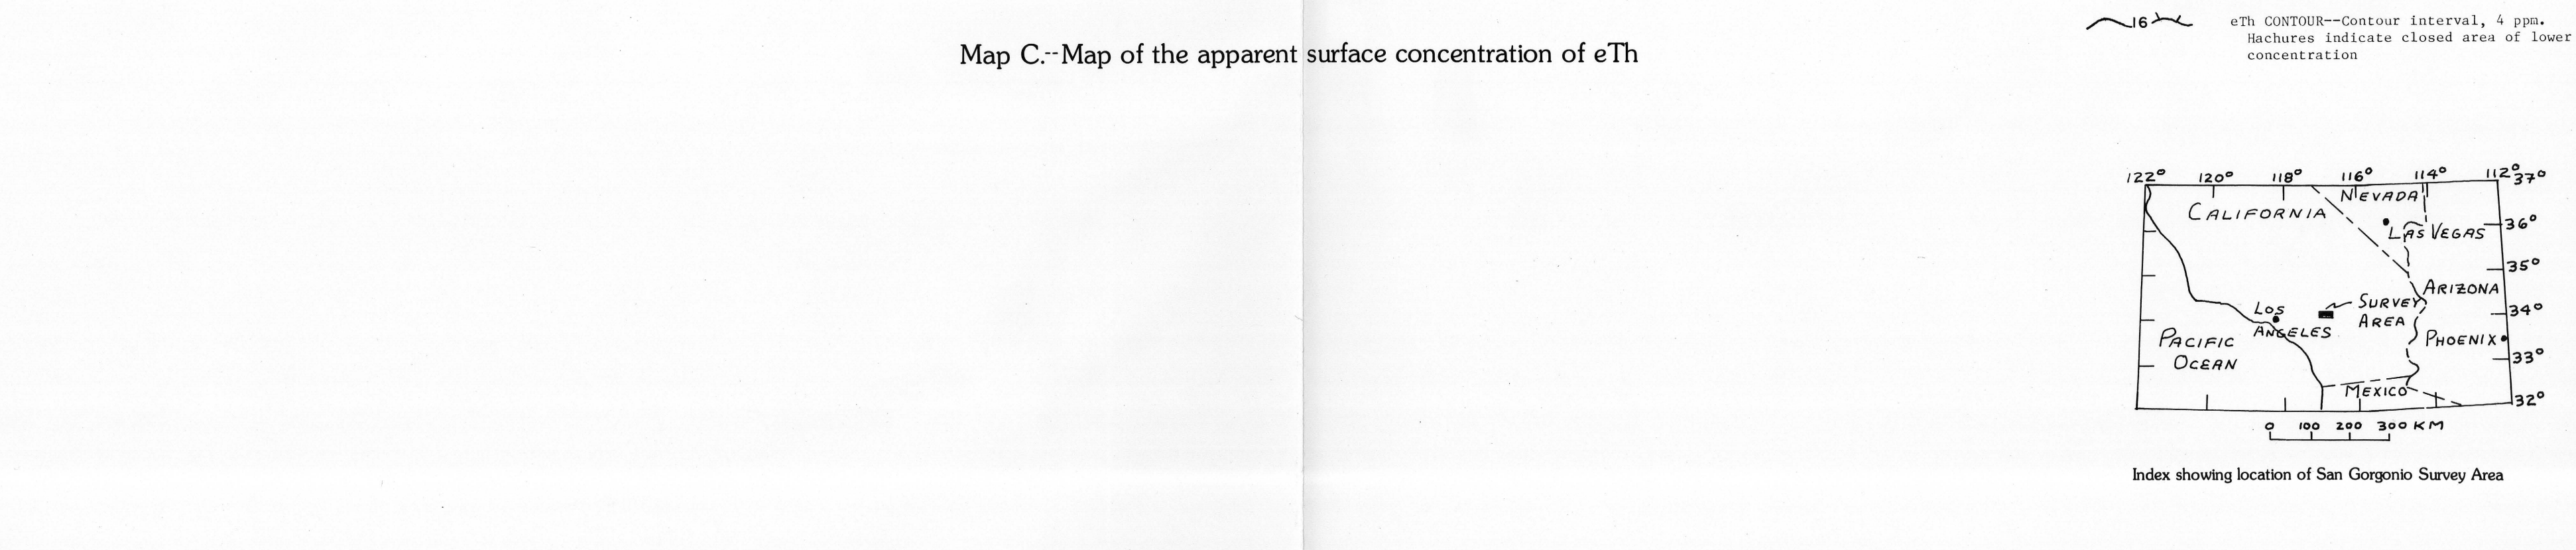 Map C.--Map of the apparent surface concentration of eTh
16
eTh CONTOUR--Contour interval, 4 ppm.
Hachures indicate closed area of lower
concentration
122° 120° 118° 116° 114° 112°
37°
NEVADA
CALIFORNIA
36°
LAS VEGAS
35°
ARIZONA
SURVEY
AREA
LOS
ANGELES
34°
PACIFIC
OCEAN
PHOENIX
33°
MEXICO
32°
0 100 200 300 KM
Index showing location of San Gorgonio Survey Area